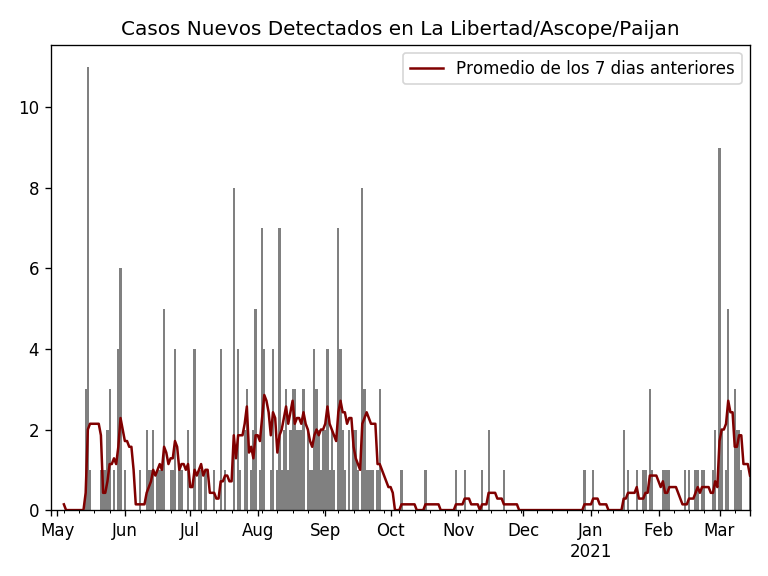 Casos Nuevos Detectados en La Libertad/Ascope/Paijan
Promedio de los 7 dias anteriores
10
8
6
4
2
0
May Jun Jul Aug Sep Oct Nov Dec Jan Feb Mar
2021